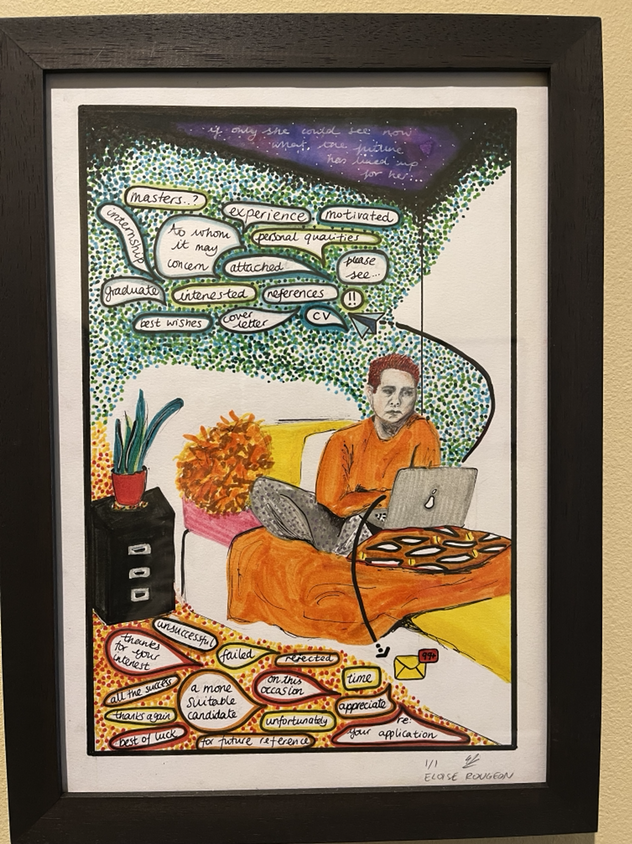 if only she could see now
what the future
has lined up
for her...
masters..?
internship
experience
motivated
to whom
it may
concern
personal qualities
attached
please
see...
graduate
interested
references
!!
best wishes
cover
letter
CV
unsuccessful
thanks
for your
interest
failed
rejected
99+
all the success
a more
suitable
candidate
on this
occasion
time
appreciate
thanks again
unfortunately
re:
your application
best of luck
for future reference
1/1
ELOISE ROUGEON